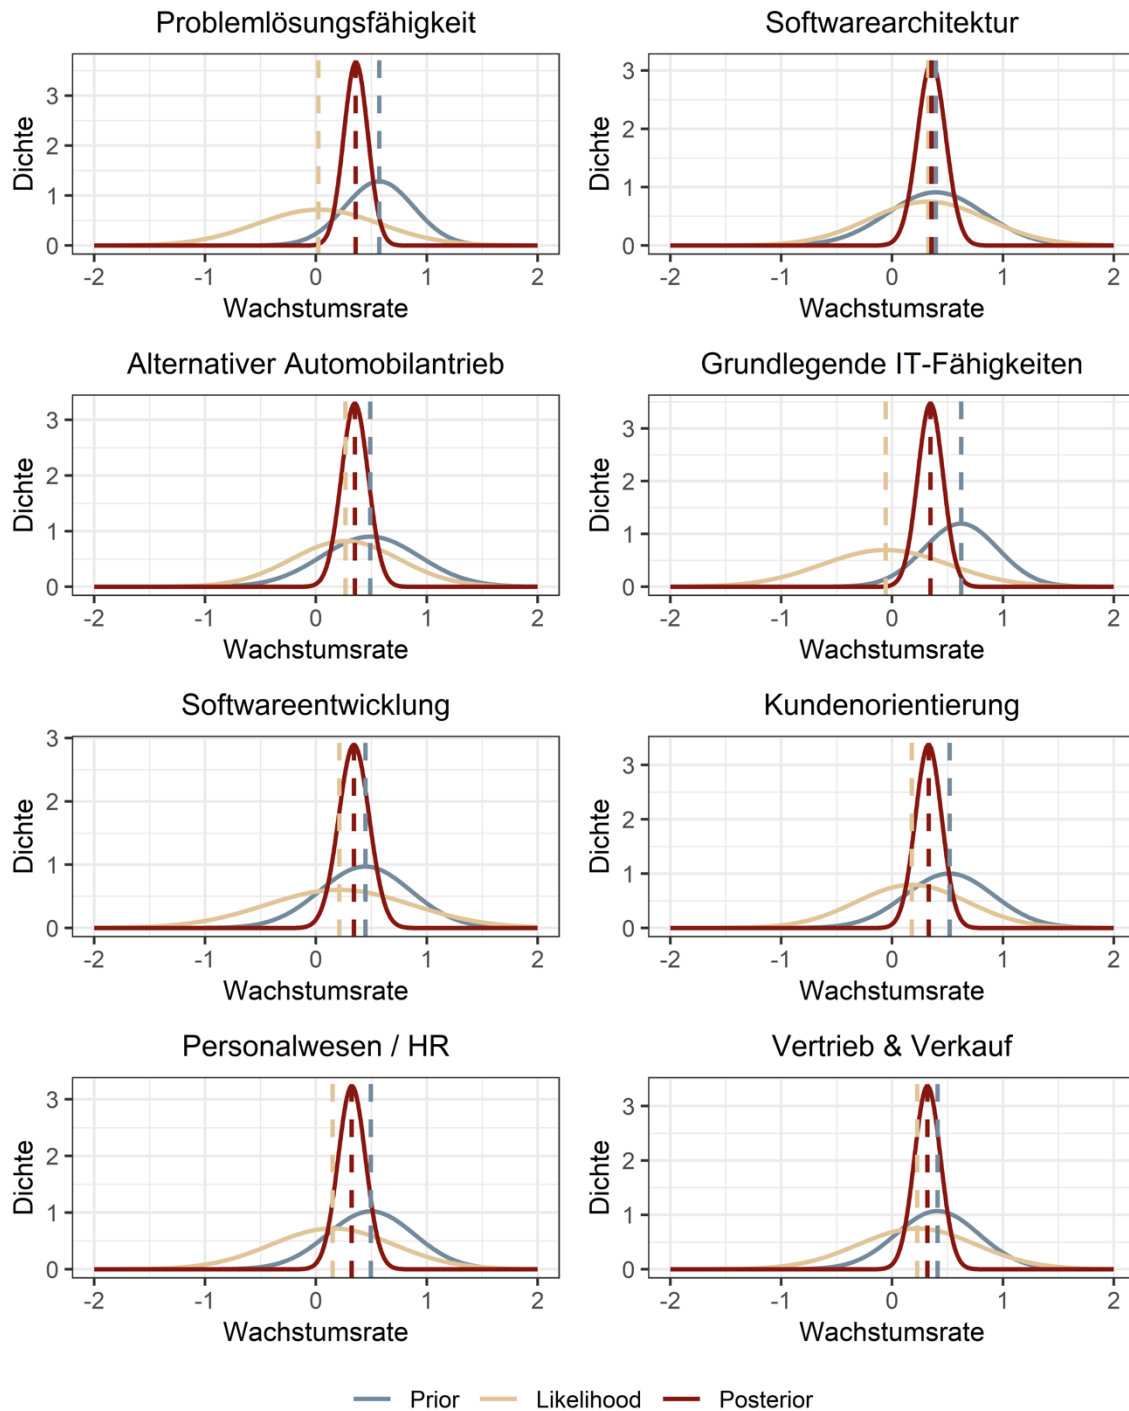 Problemlösungsfähigkeit
Softwarearchitektur
Dichte
3
2
1
0
-2 -1 0 1 2
Wachstumsrate
Dichte
3
2
1
0
-2 -1 0 1 2
Wachstumsrate
Alternativer Automobilantrieb
Grundlegende IT-Fähigkeiten
Dichte
3
2
1
0
-2 -1 0 1 2
Wachstumsrate
Dichte
3
2
1
0
-2 -1 0 1 2
Wachstumsrate
Softwareentwicklung
Kundenorientierung
Dichte
3
2
1
0
-2 -1 0 1 2
Wachstumsrate
Dichte
3
2
1
0
-2 -1 0 1 2
Wachstumsrate
Personalwesen / HR
Vertrieb & Verkauf
Dichte
3
2
1
0
-2 -1 0 1 2
Wachstumsrate
Dichte
3
2
1
0
-2 -1 0 1 2
Wachstumsrate
Prior Likelihood Posterior